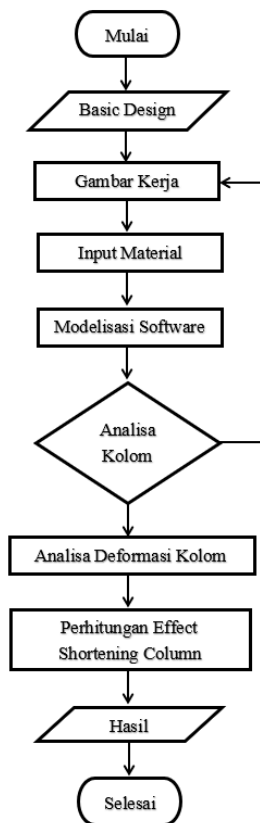 Mulai
Basic Design
Gambar Kerja
Input Material
Modelisasi Software
Analisa
Kolom
Analisa Deformasi Kolom
Perhitungan Effect
Shortening Column
Hasil
Selesai